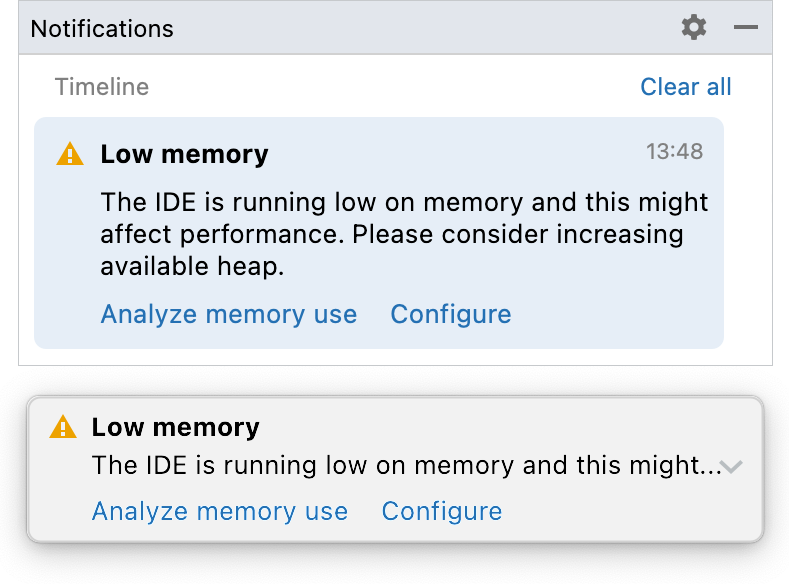 Notifications
Timeline Clear all
Low memory 13:48
The IDE is running low on memory and this might
affect performance. Please consider increasing
available heap.
Analyze memory use Configure
Low memory
The IDE is running low on memory and this might...
Analyze memory use Configure